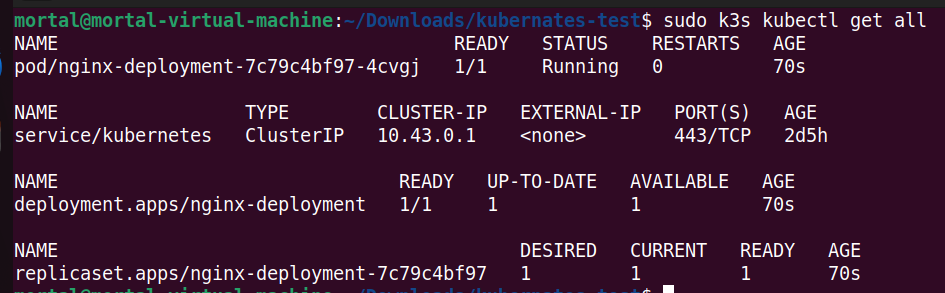 mortal@mortal-virtual-machine:~/Downloads/kubernates-test$ sudo k3s kubectl get all
NAME READY STATUS RESTARTS AGE
pod/nginx-deployment-7c79c4bf97-4cvgj 1/1 Running 0 70s
NAME TYPE CLUSTER-IP EXTERNAL-IP PORT(S) AGE
service/kubernetes ClusterIP 10.43.0.1 <none> 443/TCP 2d5h
NAME READY UP-TO-DATE AVAILABLE AGE
deployment.apps/nginx-deployment 1/1 1 1 70s
NAME DESIRED CURRENT READY AGE
replicaset.apps/nginx-deployment-7c79c4bf97 1 1 1 70s
mortal@mortal-virtual-machine:~/Downloads/kubernates-test$